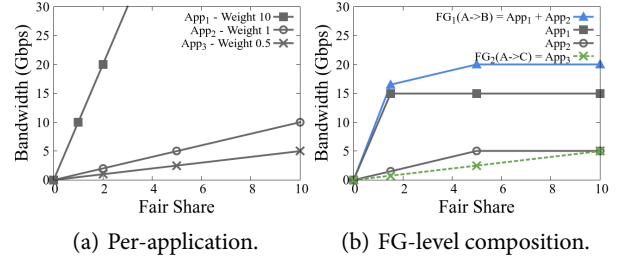 30
25
20
15
10
5
0
Bandwidth (Gbps)
App1 - Weight 10
App2 - Weight 1
App3 - Weight 0.5
0 2 4 6 8 10
Fair Share
(a) Per-application.
30
25
20
15
10
5
0
Bandwidth (Gbps)
FG1(A->B) = App1 + App2
App1
App2
FG2(A->C) = App3
0 2 4 6 8 10
Fair Share
(b) FG-level composition.